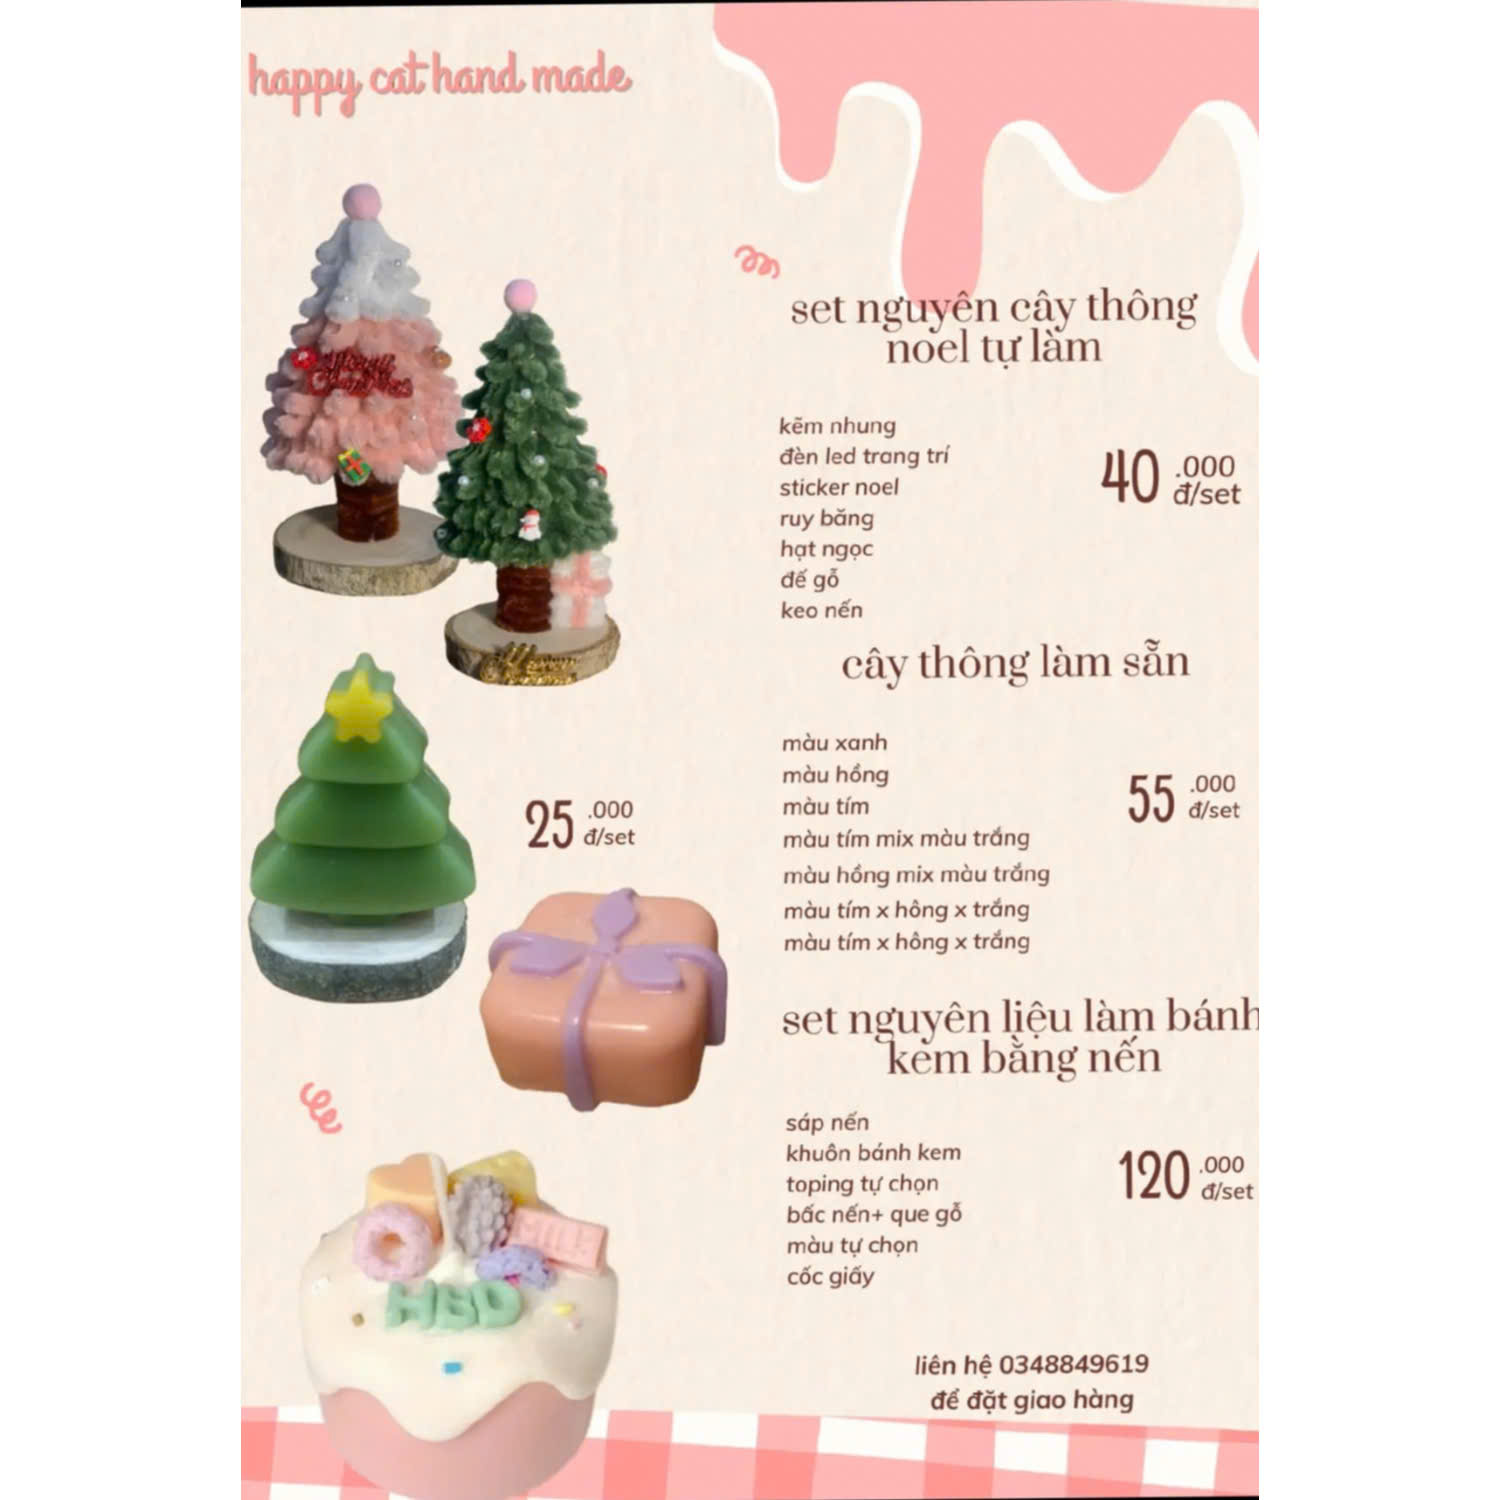 happy cat hand made
set nguyên cây thông
noel tự làm
kẽm nhung
đèn led trang trí
sticker noel
ruy băng
hạt ngọc
đế gỗ
keo nến
40 .000
đ/set
cây thông làm sẵn
màu xanh
màu hồng
màu tím
màu tím mix màu trắng
màu hồng mix màu trắng
màu tím x hông x trắng
màu tím x hông x trắng
55 .000
đ/set
25 .000
đ/set
set nguyên liệu làm bánh
kem bằng nến
sáp nến
khuôn bánh kem
toping tự chọn
bấc nến+ que gỗ
màu tự chọn
cốc giấy
120 .000
đ/set
liên hệ 0348849619
để đặt giao hàng
Merry
Christmas
Merry
Christmas
MILK
HBD